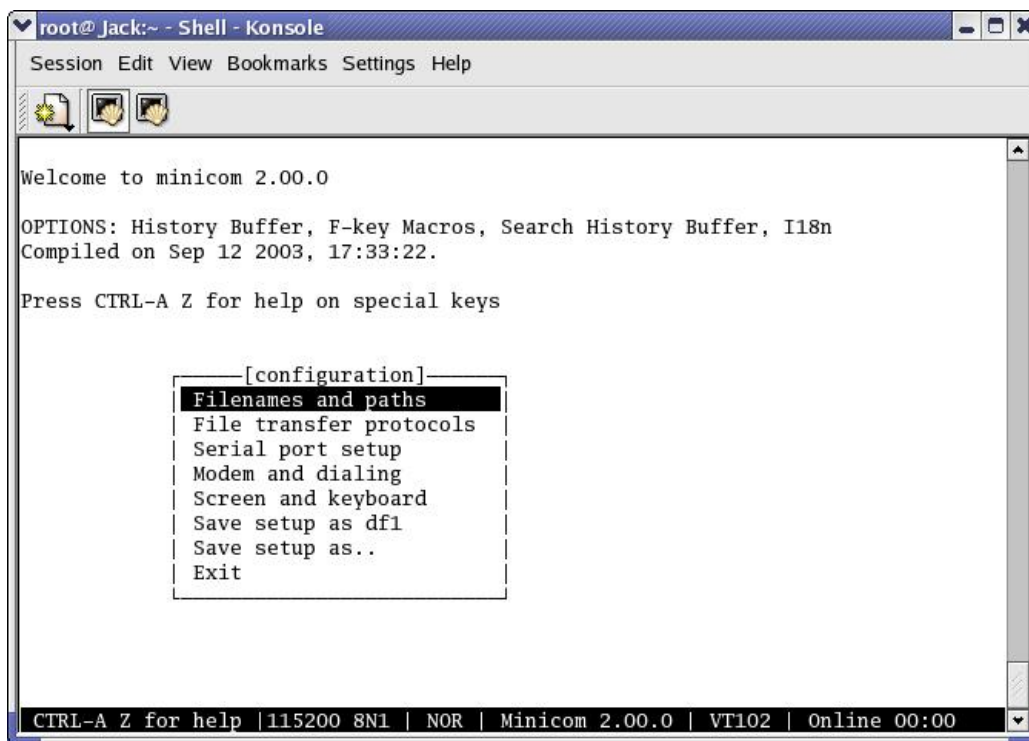 root@ Jack:~ - Shell - Konsole
Session Edit View Bookmarks Settings Help
Welcome to minicom 2.00.0
OPTIONS: History Buffer, F-key Macros, Search History Buffer, I18n
Compiled on Sep 12 2003, 17:33:22.
Press CTRL-A Z for help on special keys
[configuration]
Filenames and paths
File transfer protocols
Serial port setup
Modem and dialing
Screen and keyboard
Save setup as df1
Save setup as..
Exit
CTRL-A Z for help |115200 8N1 | NOR | Minicom 2.00.0 | VT102 | Online 00:00